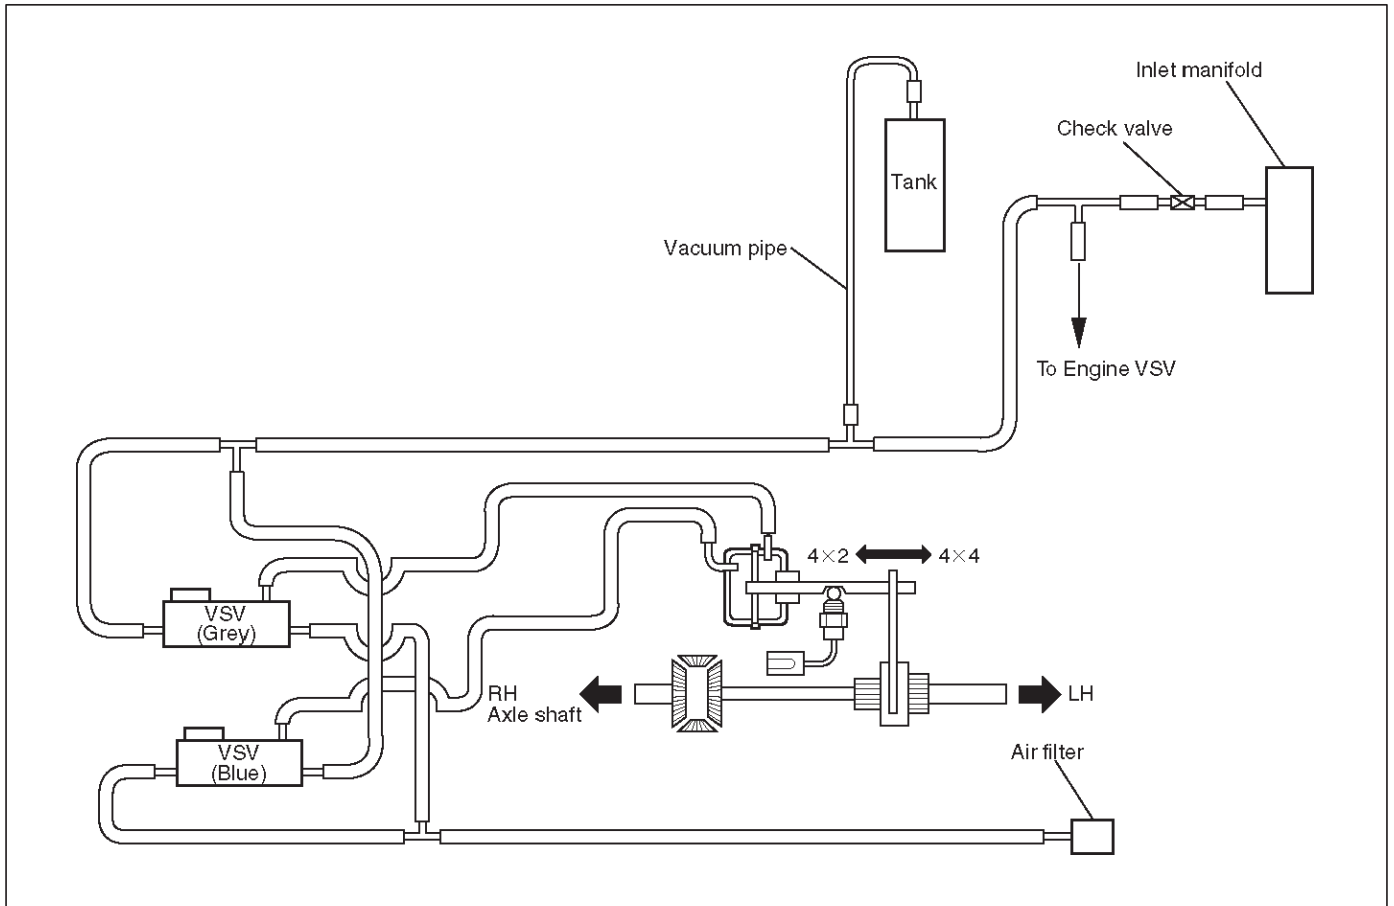 Inlet manifold
Check valve
Tank
Vacuum pipe
To Engine VSV
4×2
4×4
VSV
(Grey)
RH
Axle shaft
LH
VSV
(Blue)
Air filter